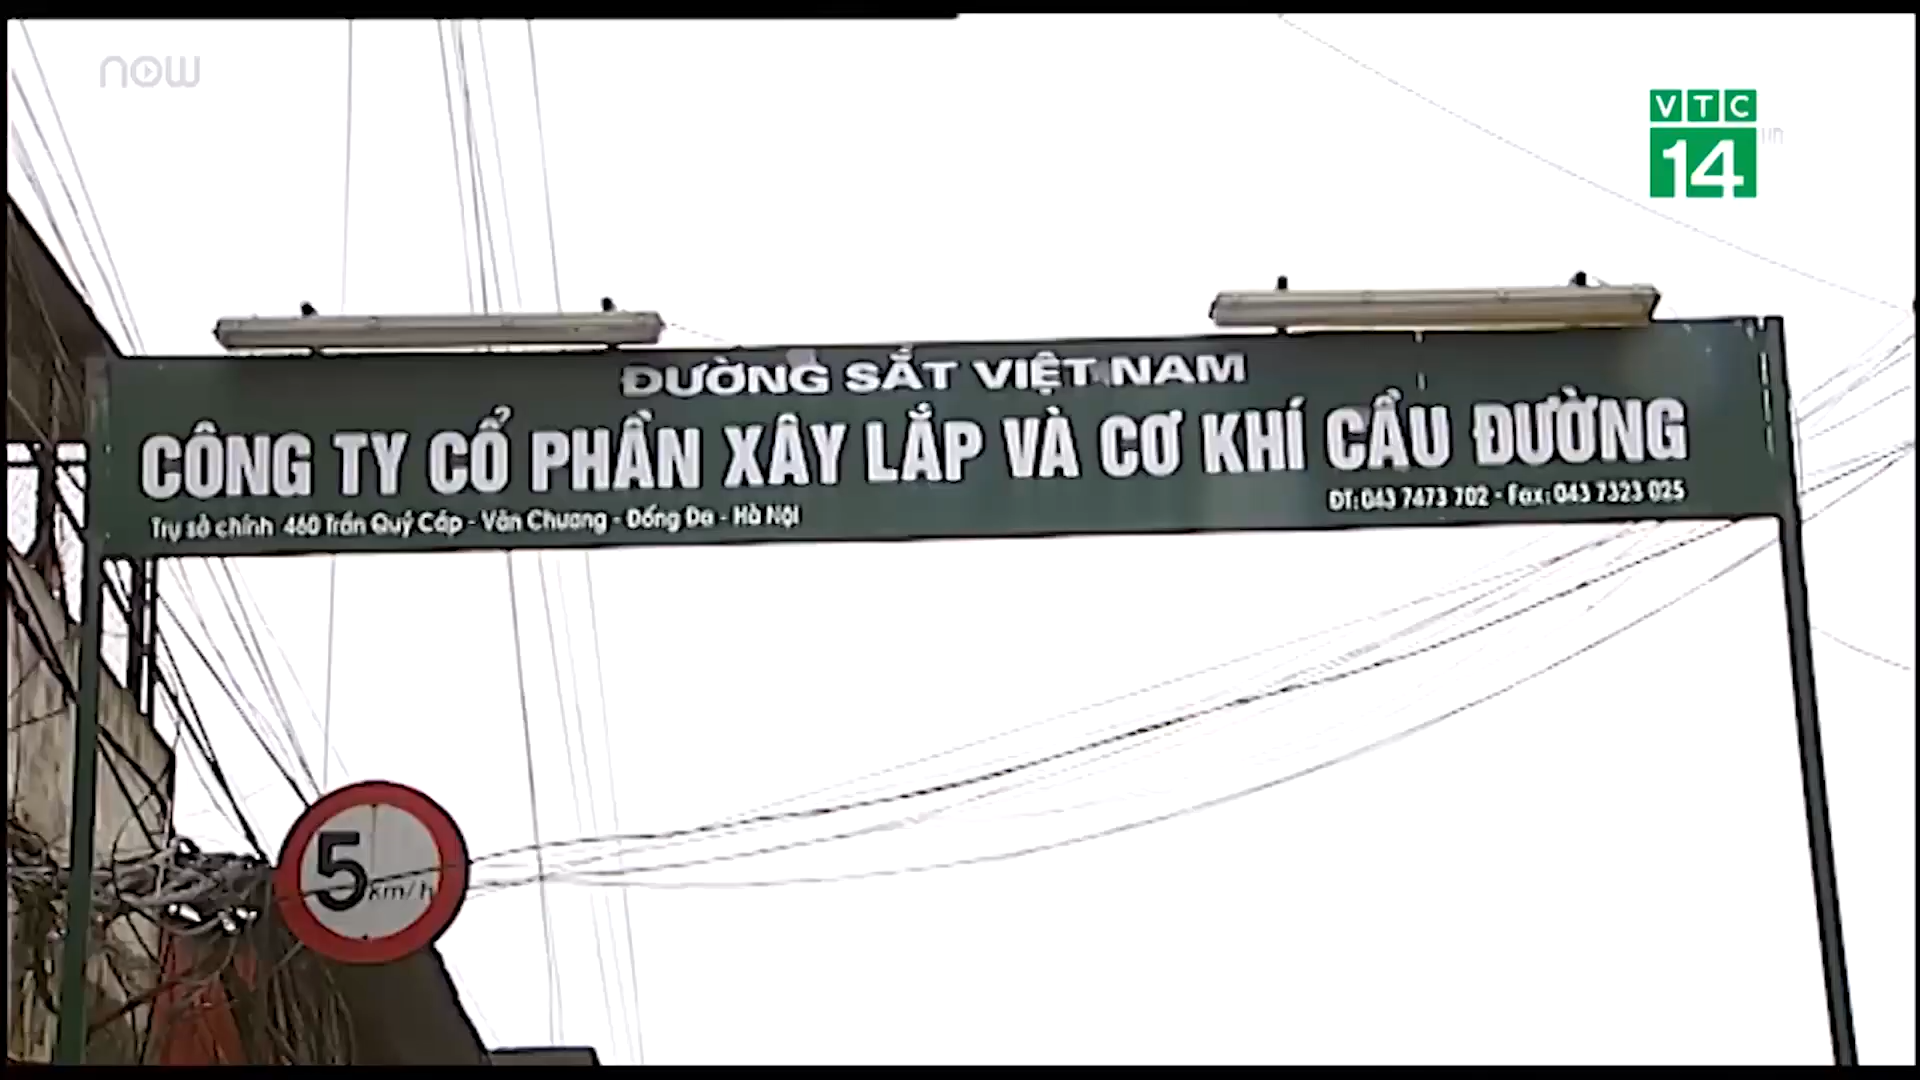 now
VTC
14
ĐƯỜNG SẮT VIỆT NAM
CÔNG TY CỔ PHẦN XÂY LẮP VÀ CƠ KHÍ CẦU ĐƯỜNG
Trụ sở chính 460 Trần Quý Cáp - Văn Chương - Đống Đa - Hà Nội
ĐT: 043 7473 702 - Fax: 043 7323 025
5 km/h